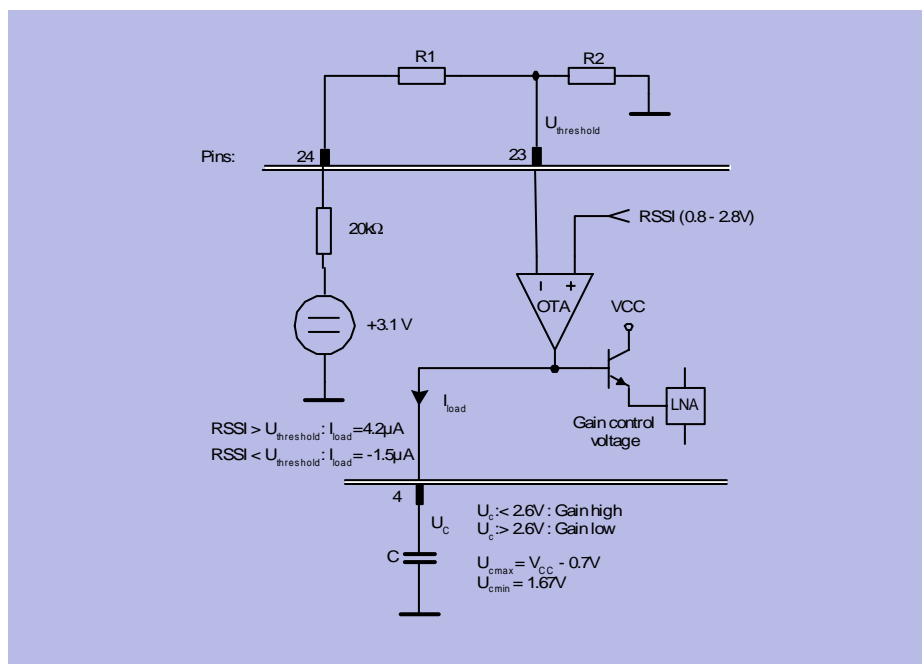 R1
R2
U_threshold
Pins: 24 23
20kΩ
RSSI (0.8 - 2.8V)
- +
OTA
VCC
+3.1 V
I_load
LNA
Gain control
voltage
RSSI > U_threshold: I_load=4.2µA
RSSI < U_threshold: I_load= -1.5µA
4
U_C
U_c:< 2.6V : Gain high
U_c:> 2.6V : Gain low
C
U_cmax= V_CC - 0.7V
U_cmin= 1.67V